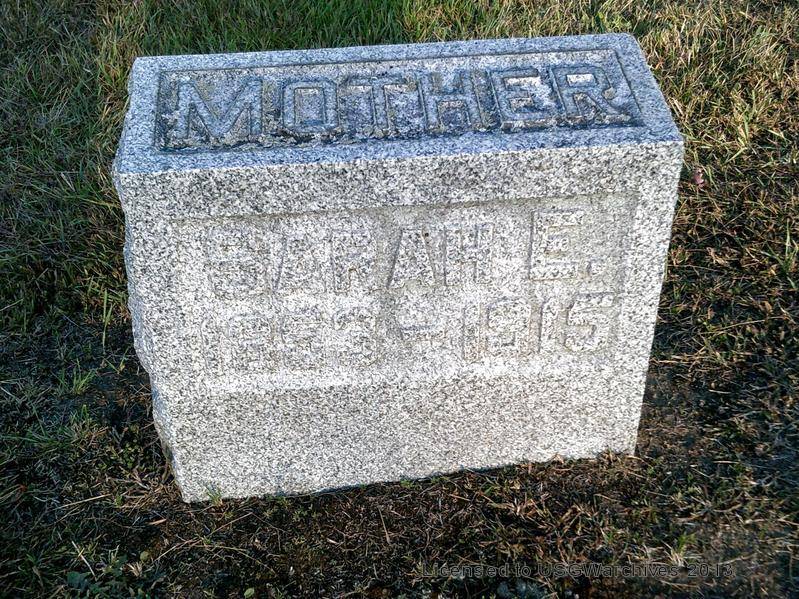 MOTHER
SARAH E.
1915
Licensed to USGWarchives 2013